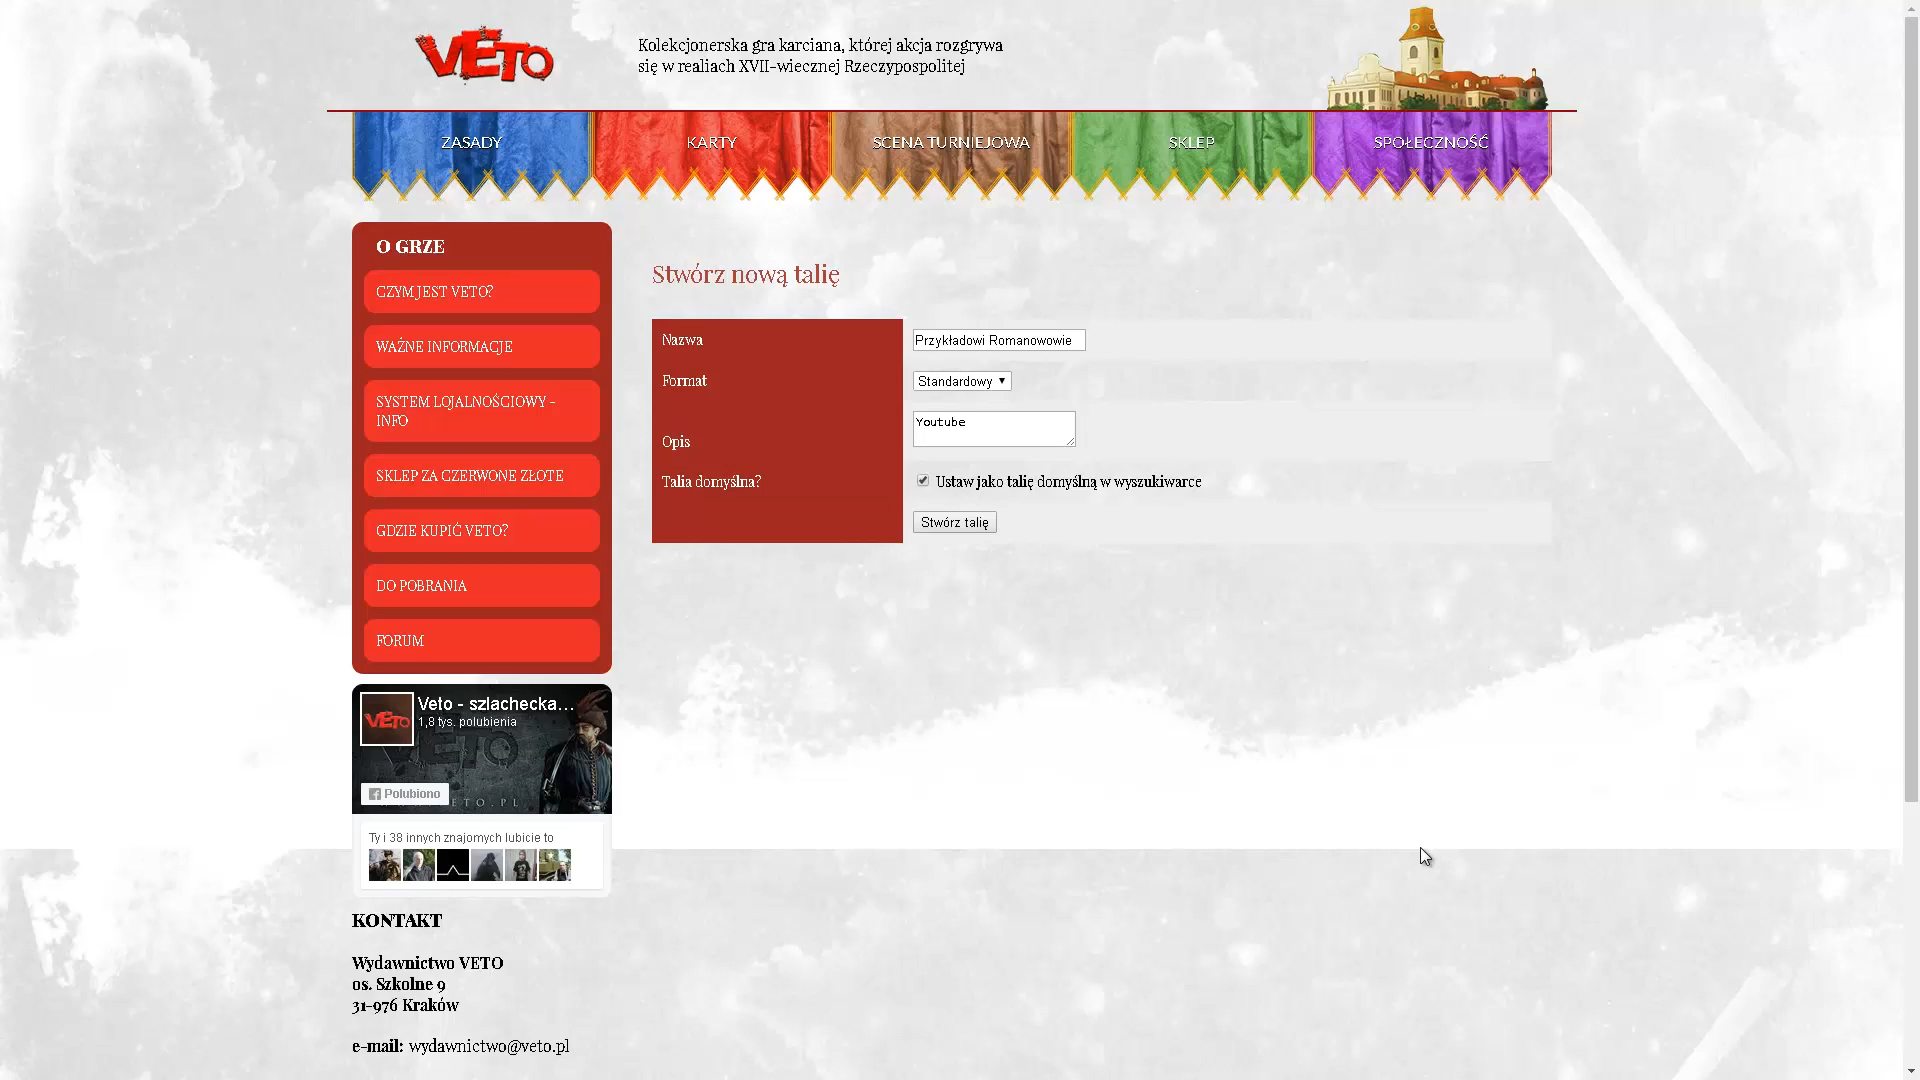 VETO
Kolekcjonerska gra karciana, której akcja rozgrywa
się w realiach XVII-wiecznej Rzeczypospolitej
ZASADY
KARTY
SCENA TURNIEJOWA
SKLEP
SPOŁECZNOŚĆ
O GRZE
CZYM JEST VETO?
WAŻNE INFORMACJE
SYSTEM LOJALNOŚCIOWY -
INFO
SKLEP ZA CZERWONE ZŁOTE
GDZIE KUPIĆ VETO?
DO POBRANIA
FORUM
Stwórz nową talię
Nazwa
Przykładowi Romanowowie
Format
Standardowy
Opis
Youtube
Talia domyślna?
Ustaw jako talię domyślną w wyszukiwarce
Stwórz talię
VETO
Veto - szlachecka...
1,8 tys. polubienia
VETO
Polubiono
VETO.PL
Ty i 38 innych znajomych lubicie to
KONTAKT
Wydawnictwo VETO
os. Szkolne 9
31-976 Kraków
e-mail: wydawnictwo@veto.pl